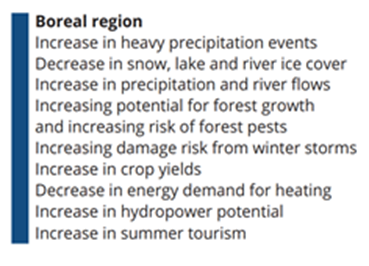 Boreal region
Increase in heavy precipitation events
Decrease in snow, lake and river ice cover
Increase in precipitation and river flows
Increasing potential for forest growth
and increasing risk of forest pests
Increasing damage risk from winter storms
Increase in crop yields
Decrease in energy demand for heating
Increase in hydropower potential
Increase in summer tourism